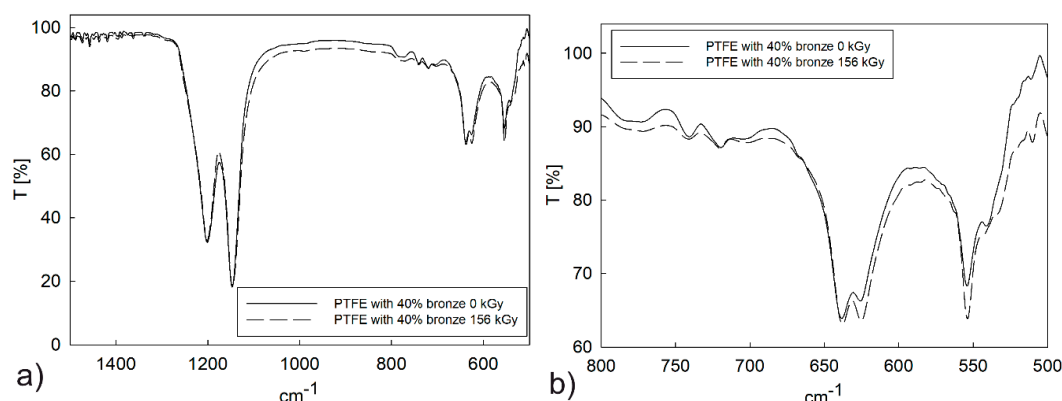 100
80
60
40
20
0
T [%]
1400 1200 1000 800 600
cm-1
PTFE with 40% bronze 0 kGy
PTFE with 40% bronze 156 kGy
a)
100
90
80
70
60
T [%]
800 750 700 650 600 550 500
cm-1
PTFE with 40% bronze 0 kGy
PTFE with 40% bronze 156 kGy
b)